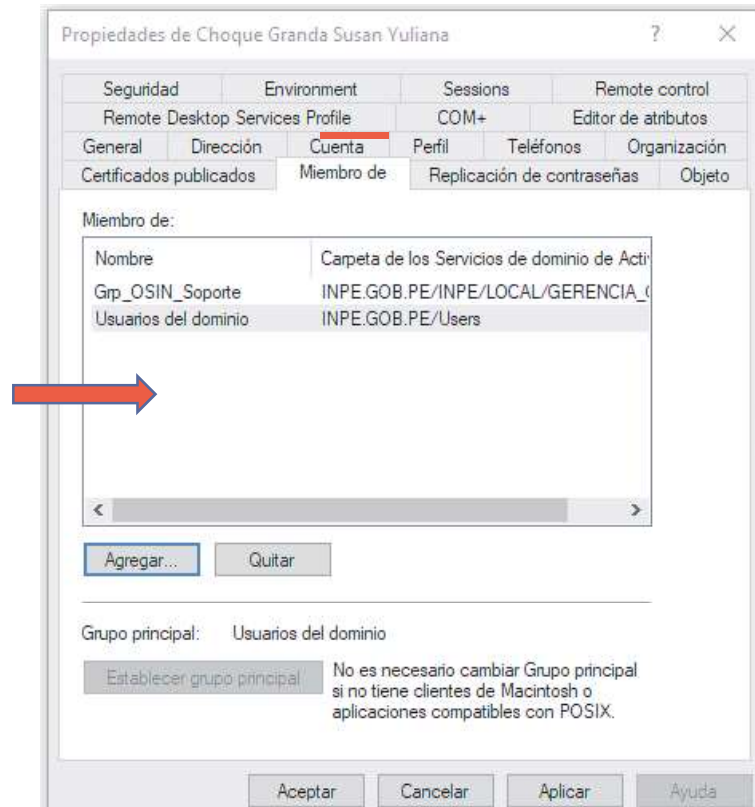 Propiedades de Choque Granda Susan Yuliana ?
Seguridad Environment Sessions Remote control
Remote Desktop Services Profile COM+ Editor de atributos
General Dirección Cuenta Perfil Teléfonos Organización
Certificados publicados Miembro de Replicación de contraseñas Objeto
Miembro de:
Nombre Carpeta de los Servicios de dominio de Acti
Grp_OSIN_Soporte INPE.GOB.PE/INPE/LOCAL/GERENCIA_
Usuarios del dominio INPE.GOB.PE/Users
Agregar... Quitar
Grupo principal: Usuarios del dominio
Establecer grupo principal No es necesario cambiar Grupo principal
si no tiene clientes de Macintosh o
aplicaciones compatibles con POSIX.
Aceptar Cancelar Aplicar Ayuda